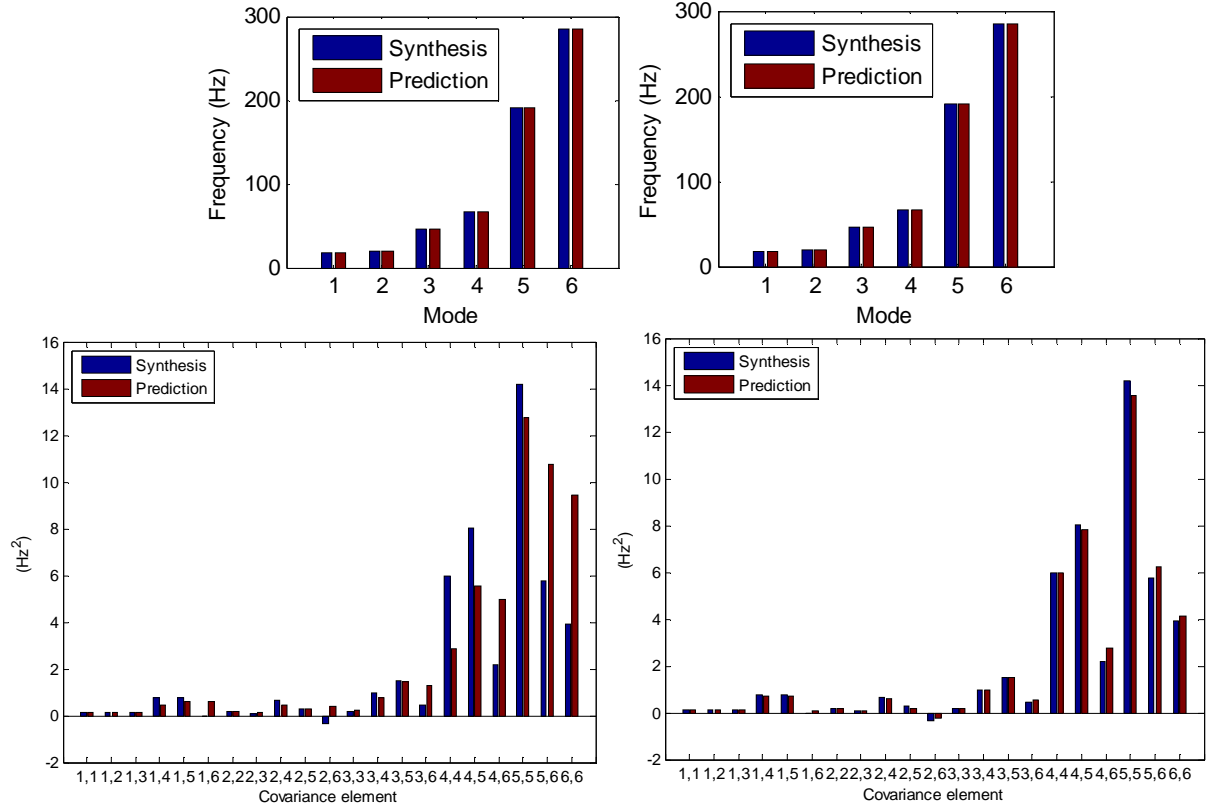 300
200
100
0
Frequency (Hz)
Synthesis
Prediction
1 2 3 4 5 6
Mode
300
200
100
0
Frequency (Hz)
Synthesis
Prediction
1 2 3 4 5 6
Mode
16
14
12
10
8
6
4
2
0
-2
(Hz²)
Synthesis
Prediction
1,1 1,2 1,3 1,4 1,5 1,6 2,2 2,3 2,4 2,5 2,6 3,3 3,4 3,5 3,6 4,4 4,5 4,6 5,5 5,6 6,6
Covariance element
16
14
12
10
8
6
4
2
0
-2
(Hz²)
Synthesis
Prediction
1,1 1,2 1,3 1,4 1,5 1,6 2,2 2,3 2,4 2,5 2,6 3,3 3,4 3,5 3,6 4,4 4,5 4,6 5,5 5,6 6,6
Covariance element